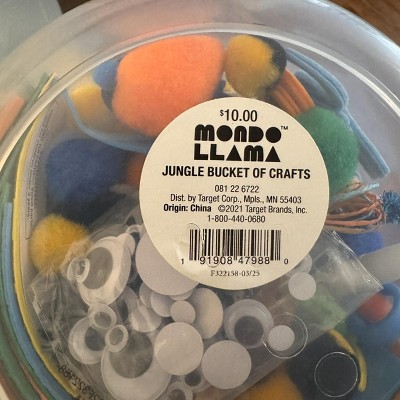 $10.00
MONDO™
LLAMA
JUNGLE BUCKET OF CRAFTS
081 22 6722
Dist. by Target Corp., Mpls., MN 55403
Origin: China ©2021 Target Brands, Inc.
1-800-440-0680
1 91908 47988 0
F322158-03/25